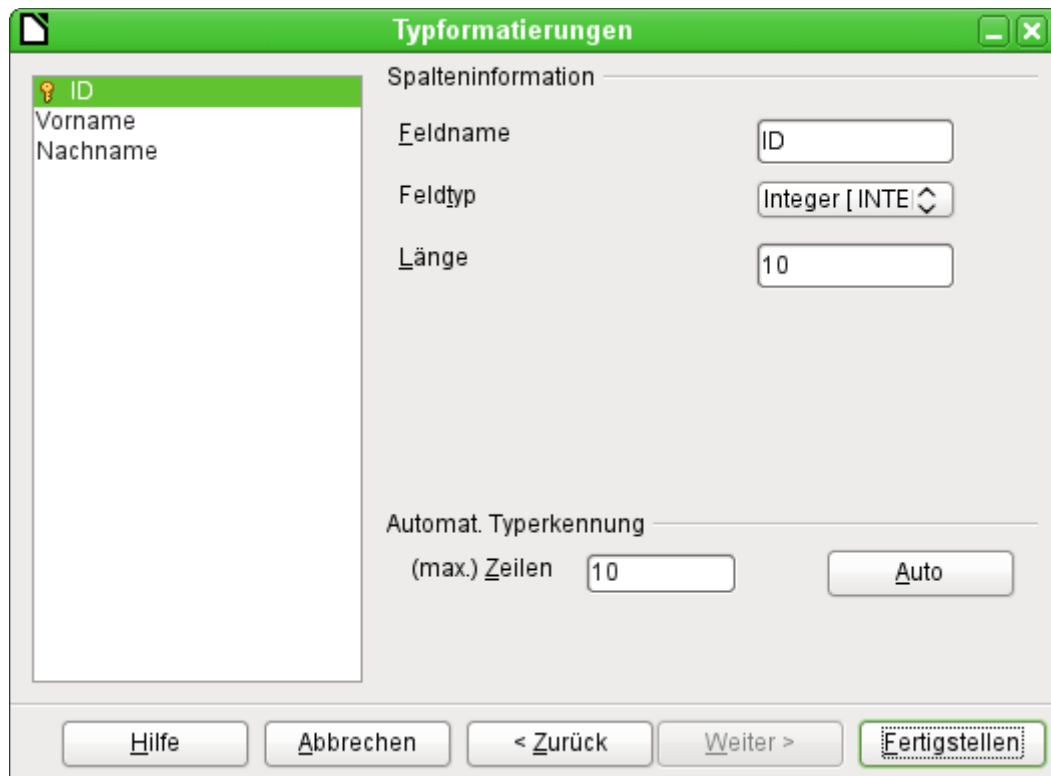 Typformatierungen
ID
Vorname
Nachname
Spalteninformation
Feldname
ID
Feldtyp
Integer [ INTE
Länge
10
Automat. Typerkennung
(max.) Zeilen
10
Auto
Hilfe
Abbrechen
< Zurück
Weiter >
Fertigstellen